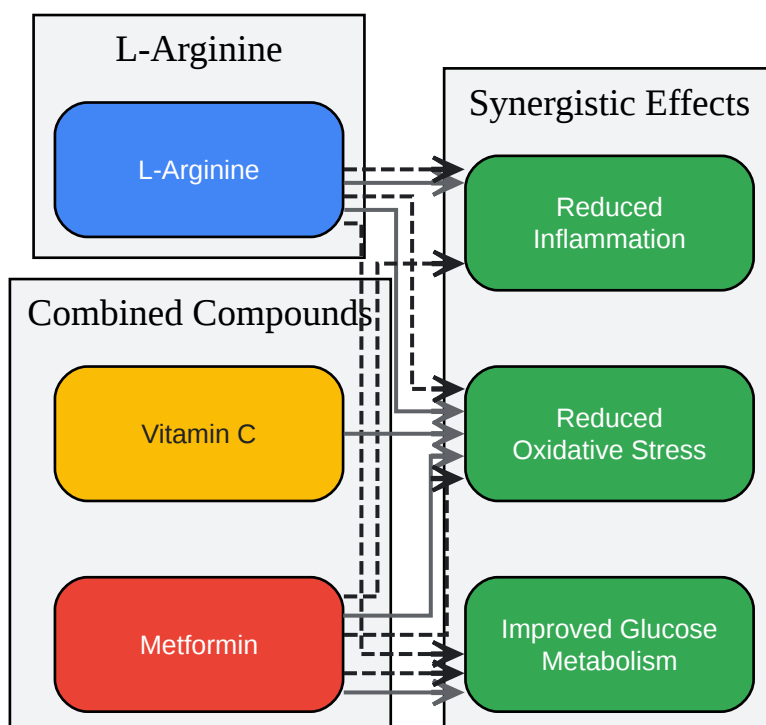 L-Arginine
L-Arginine
Combined Compounds
Vitamin C
Metformin
Synergistic Effects
Reduced
Inflammation
Reduced
Oxidative Stress
Improved Glucose
Metabolism